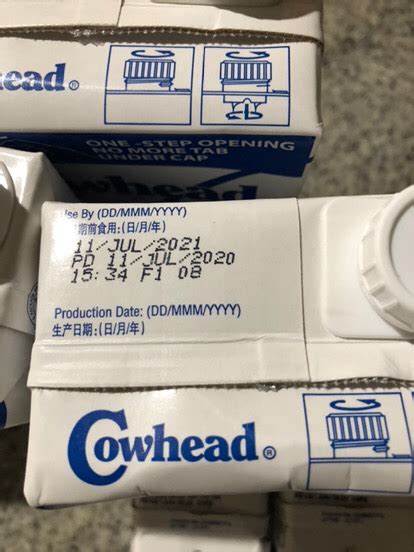 ead®
ONE -STEP OPENING
NO MORE TAB
UNDER CAP
whead
Use By (DD/MMM/YYYY)
期前食用:(日/月/年)
11/JUL/2021
PD 11/JUL/2020
15:34 F1 08
Production Date: (DD/MMM/YYYY)
生产日期:(日/月/年)
Cowhead®